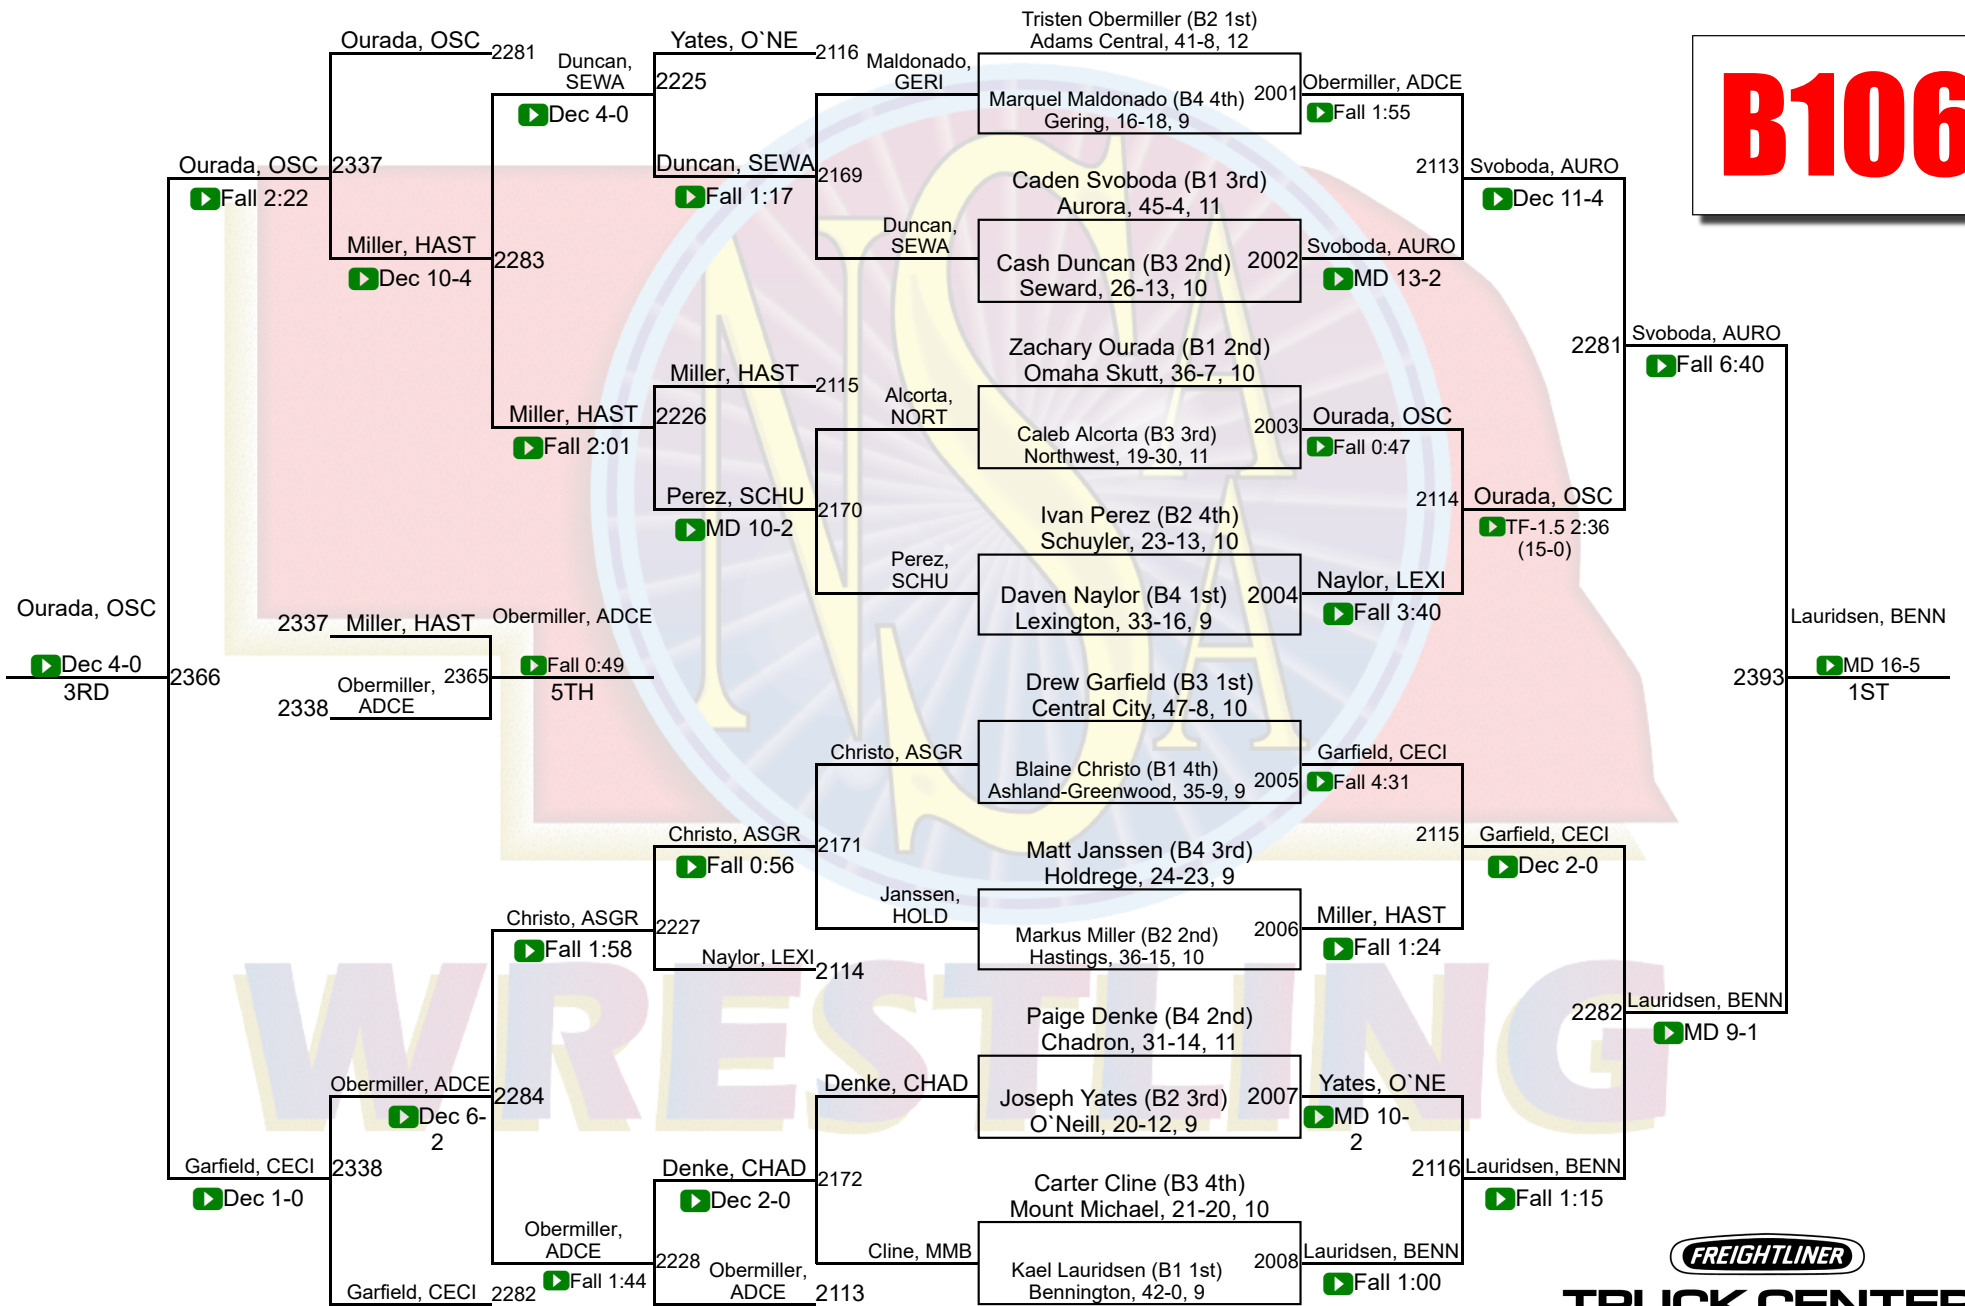 B106
Tristen Obermiller (B2 1st)
Adams Central, 41-8, 12
Marquel Maldonado (B4 4th)
Gering, 16-18, 9
2001
Caden Svoboda (B1 3rd)
Aurora, 45-4, 11
Cash Duncan (B3 2nd)
Seward, 26-13, 10
2002
Zachary Ourada (B1 2nd)
Omaha Skutt, 36-7, 10
Caleb Alcorta (B3 3rd)
Northwest, 19-30, 11
2003
Ivan Perez (B2 4th)
Schuyler, 23-13, 10
Daven Naylor (B4 1st)
Lexington, 33-16, 9
2004
Drew Garfield (B3 1st)
Central City, 47-8, 10
Blaine Christo (B1 4th)
Ashland-Greenwood, 35-9, 9
2005
Matt Janssen (B4 3rd)
Holdrege, 24-23, 9
Markus Miller (B2 2nd)
Hastings, 36-15, 10
2006
Paige Denke (B4 2nd)
Chadron, 31-14, 11
Joseph Yates (B2 3rd)
O`Neill, 20-12, 9
2007
Carter Cline (B3 4th)
Mount Michael, 21-20, 10
Kael Lauridsen (B1 1st)
Bennington, 42-0, 9
2008
Obermiller, ADCE
Fall 1:55
Svoboda, AURO
MD 13-2
Ourada, OSC
Fall 0:47
Naylor, LEXI
Fall 3:40
Garfield, CECI
Fall 4:31
Miller, HAST
Fall 1:24
Yates, O`NE
MD 10-
2
Lauridsen, BENN
Fall 1:00
2113
Svoboda, AURO
Dec 11-4
2114
Ourada, OSC
TF-1.5 2:36
(15-0)
2115
Garfield, CECI
Dec 2-0
2116
Lauridsen, BENN
Fall 1:15
2281
Svoboda, AURO
Fall 6:40
2282
Lauridsen, BENN
MD 9-1
Lauridsen, BENN
2393
MD 16-5
1ST
Maldonado,
GERI
Duncan,
SEWA
2169
Alcorta,
NORT
Perez,
SCHU
2170
Christo, ASGR
Janssen,
HOLD
2171
Denke, CHAD
Cline, MMB
2172
Yates, O`NE
2116
Duncan, SEWA
Fall 1:17
2225
Miller, HAST
2115
Perez, SCHU
MD 10-2
2226
Christo, ASGR
Fall 0:56
Naylor, LEXI
2114
2227
Denke, CHAD
Dec 2-0
Obermiller,
ADCE
2113
2228
Duncan,
SEWA
Dec 4-0
Miller, HAST
Fall 2:01
2283
Christo, ASGR
Fall 1:58
Obermiller,
ADCE
Fall 1:44
2284
Ourada, OSC
2281
Miller, HAST
Dec 10-4
2337
Obermiller, ADCE
Dec 6-
2
Garfield, CECI
2282
2338
Ourada, OSC
Fall 2:22
Garfield, CECI
Dec 1-0
2366
Ourada, OSC
Dec 4-0
3RD
2337
Miller, HAST
2338
Obermiller,
ADCE
2365
Obermiller, ADCE
Fall 0:49
5TH
NSAA
WRESTLING
FREIGHTLINER
TRUCK CENTER